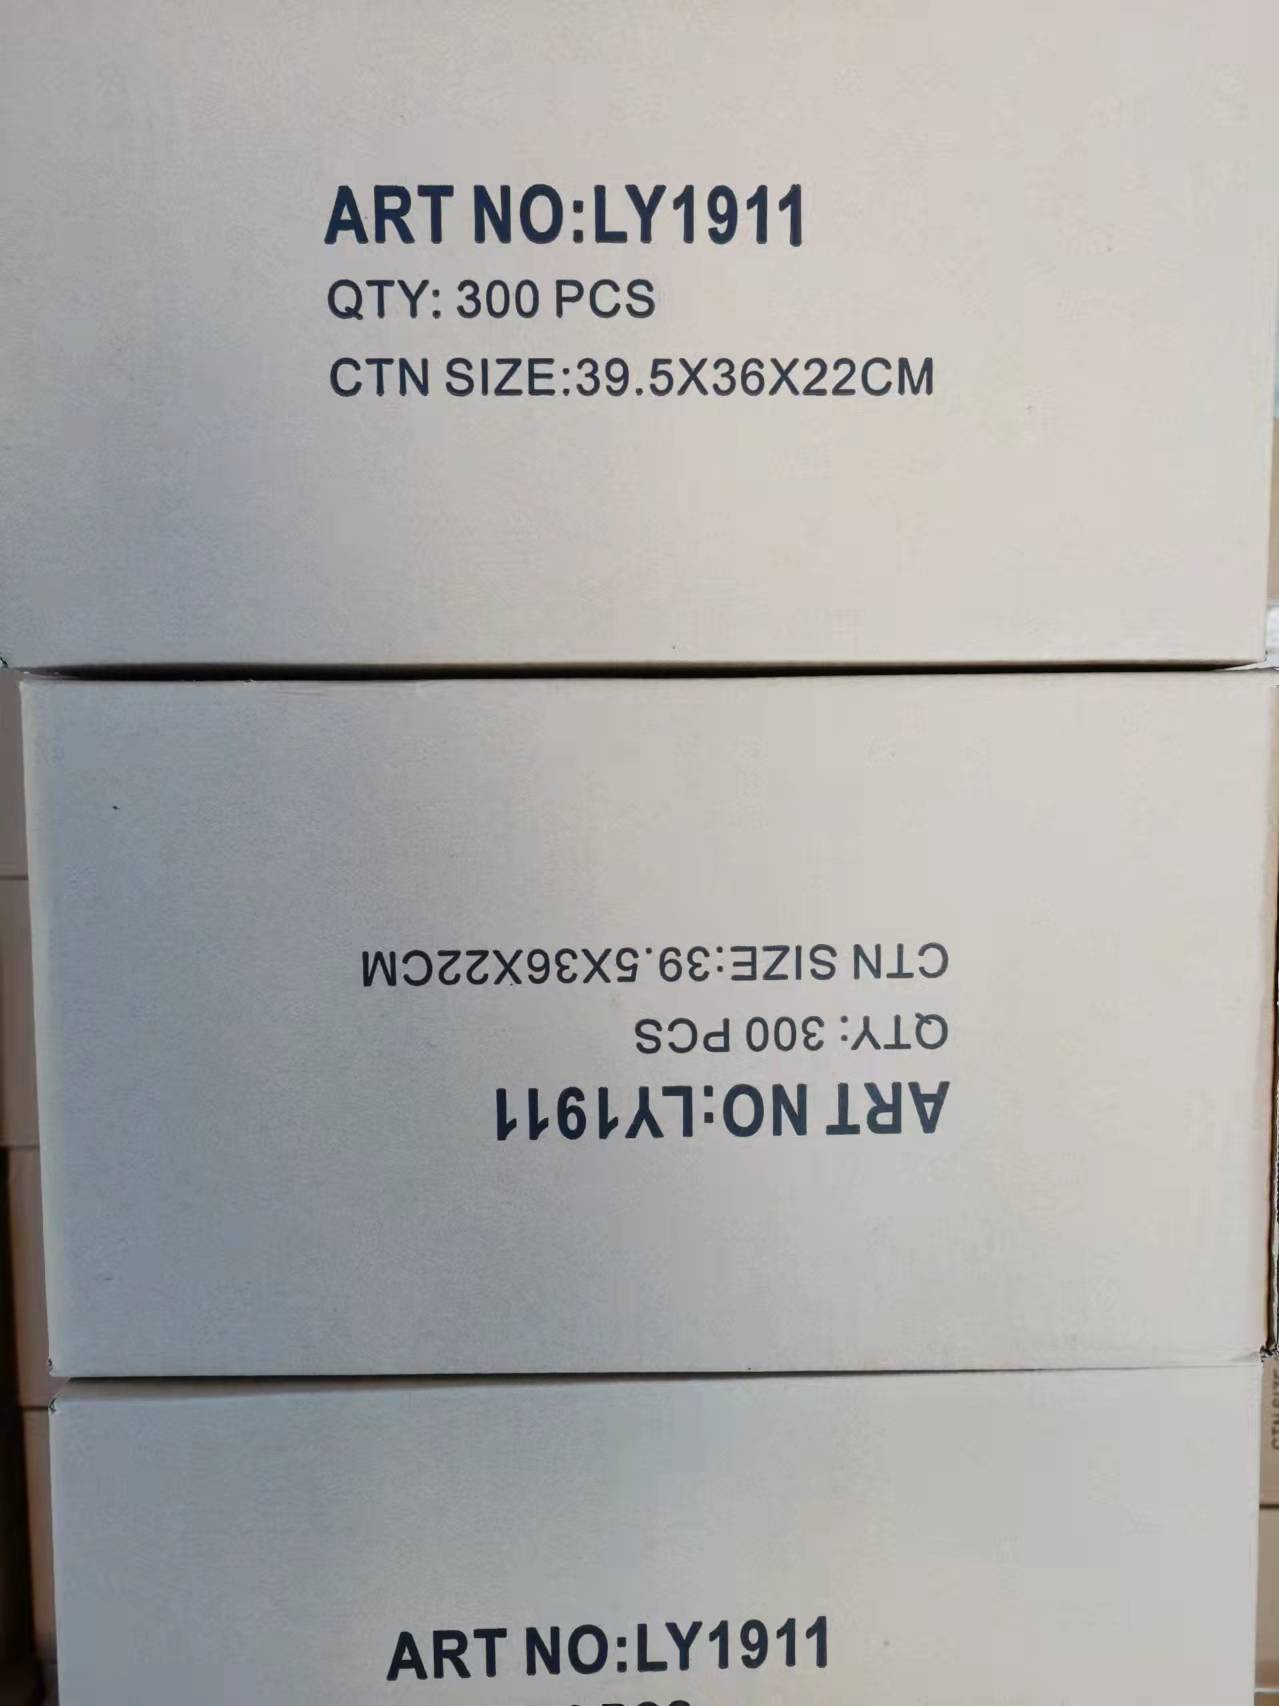 ART NO:LY1911
QTY: 300 PCS
CTN SIZE:39.5X36X22CM
ART NO:LY1911
QTY: 300 PCS
CTN SIZE:39.5X36X22CM
ART NO:LY1911